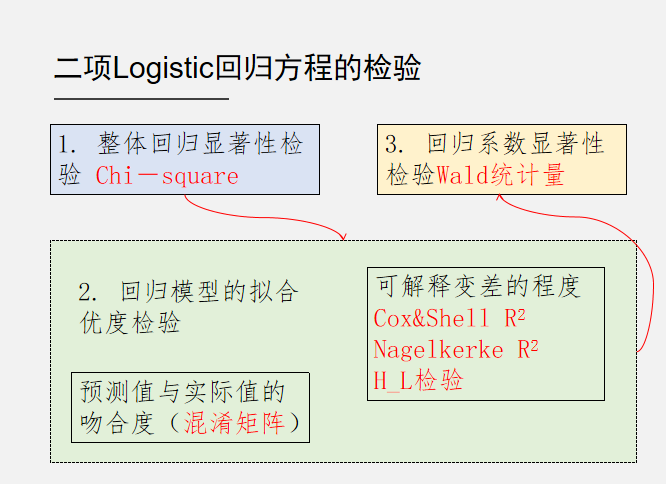 二项Logistic回归方程的检验
1. 整体回归显著性检
验 Chi－square
3. 回归系数显著性
检验Wald统计量
2. 回归模型的拟合
优度检验
可解释变差的程度
Cox&Shell R²
Nagelkerke R²
H_L检验
预测值与实际值的
吻合度（混淆矩阵）